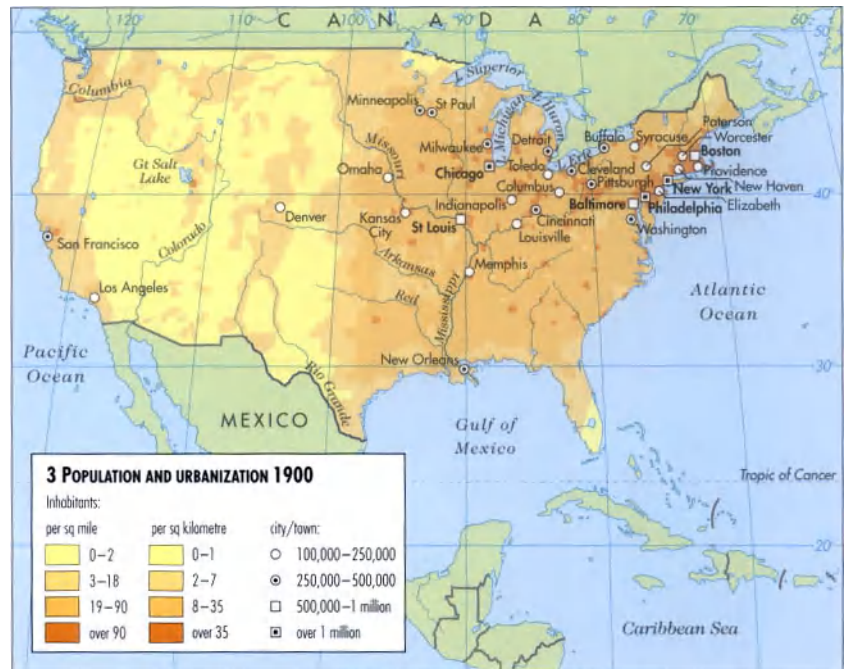 120
110
100
90
80
70
60
50
C A N A D A
Columbia
L. Superior
Minneapolis
St Paul
L. Michigan
L. Huron
Missouri
Milwaukee
Detroit
Buffalo
Syracuse
Paterson
Worcester
Boston
Gt Salt
Lake
Chicago
Toledo
L. Erie
Cleveland
Providence
Omaha
Columbus
Pittsburgh
New York
New Haven
40
Denver
Indianapolis
Baltimore
Philadelphia
Elizabeth
40
San Francisco
Colorado
Kansas
City
St Louis
Cincinnati
Louisville
Washington
Arkansas
Memphis
Los Angeles
Red
Mississippi
Atlantic
Ocean
Pacific
Ocean
New Orleans
30
30
Rio Grande
MEXICO
Gulf of
Mexico
Tropic of Cancer
3 POPULATION AND URBANIZATION 1900
Inhabitants:
per sq mile per sq kilometre city/town:
0–2 0–1 100,000–250,000
3–18 2–7 250,000–500,000
19–90 8–35 500,000–1 million
over 90 over 35 over 1 million
20
Caribbean Sea